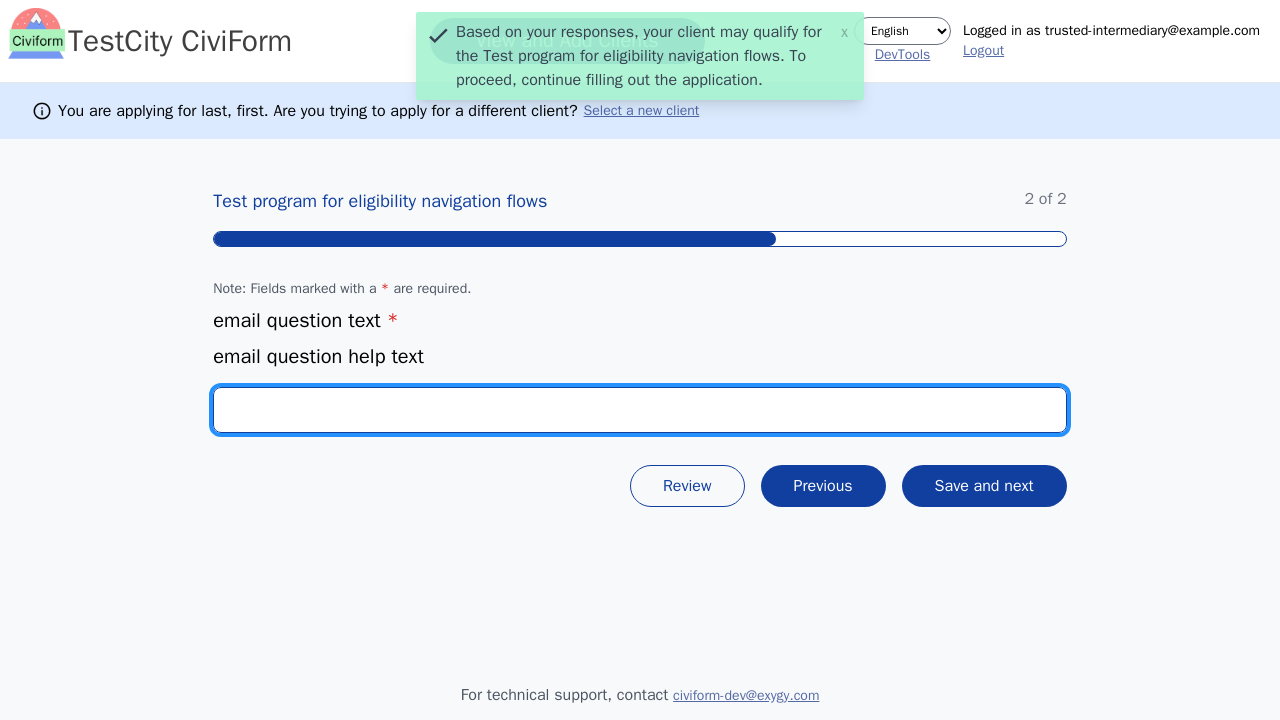 Civiform
TestCity CiviForm
View and Add Clients
Based on your responses, your client may qualify for
the Test program for eligibility navigation flows. To
proceed, continue filling out the application.
x
English
DevTools
Logged in as trusted-intermediary@example.com
Logout
You are applying for last, first. Are you trying to apply for a different client? Select a new client
Test program for eligibility navigation flows
2 of 2
Note: Fields marked with a * are required.
email question text *
email question help text
Review
Previous
Save and next
For technical support, contact civiform-dev@exygy.com